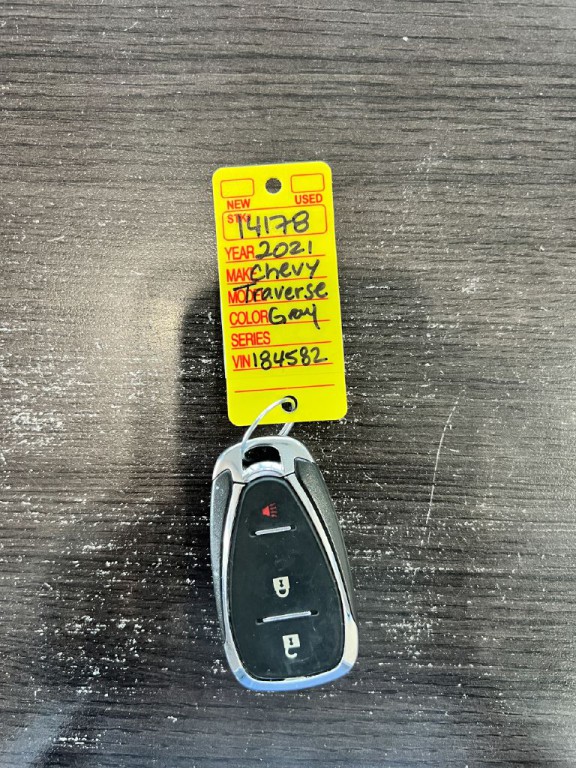 NEW USED
STK. 14178
YEAR 2021
MAKE Chevy
MODEL Traverse
COLOR Gray
SERIES
VIN 184582